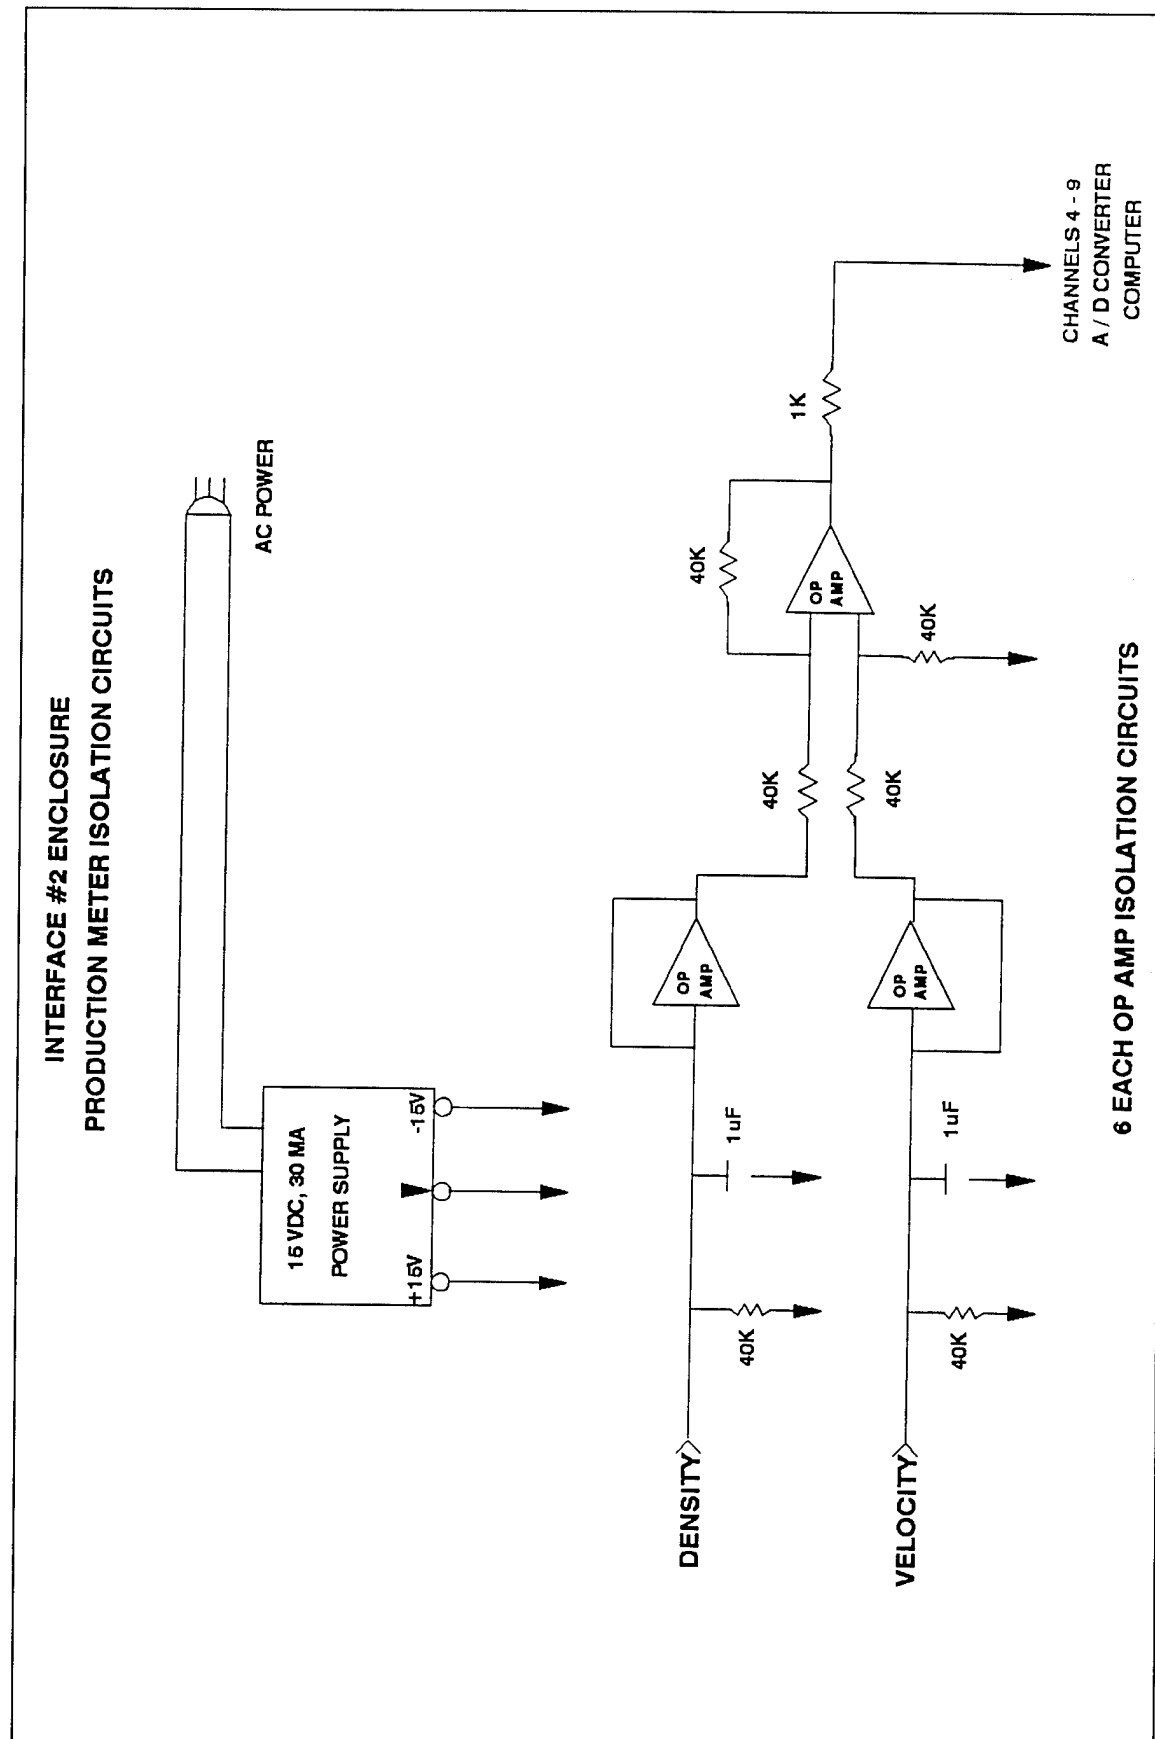 INTERFACE #2 ENCLOSURE
PRODUCTION METER ISOLATION CIRCUITS
AC POWER
15 VDC, 30 MA
POWER SUPPLY
+15V
-15V
DENSITY
40K
1uF
OP
AMP
40K
40K
OP
AMP
1K
VELOCITY
40K
1uF
OP
AMP
40K
40K
CHANNELS 4 - 9
A / D CONVERTER
COMPUTER
6 EACH OP AMP ISOLATION CIRCUITS